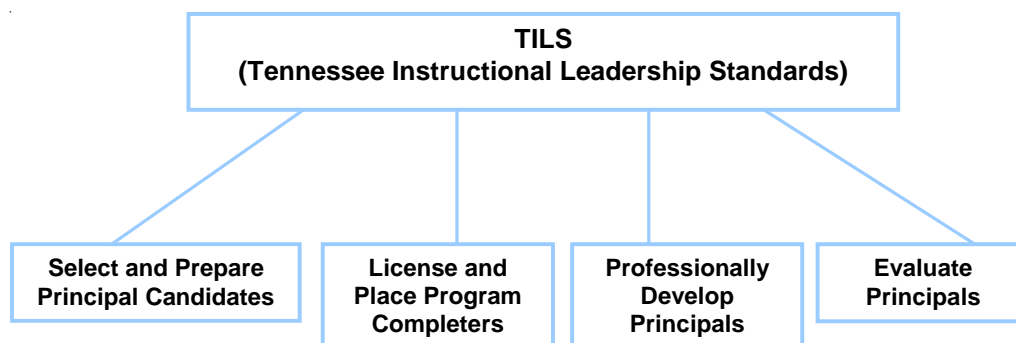 TILS
(Tennessee Instructional Leadership Standards)
Select and Prepare
Principal Candidates
License and
Place Program
Completers
Professionally
Develop
Principals
Evaluate
Principals